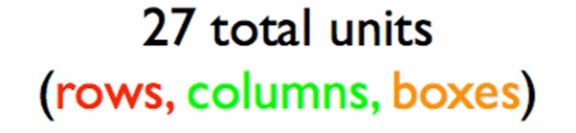 27 total units
(rows, columns, boxes)